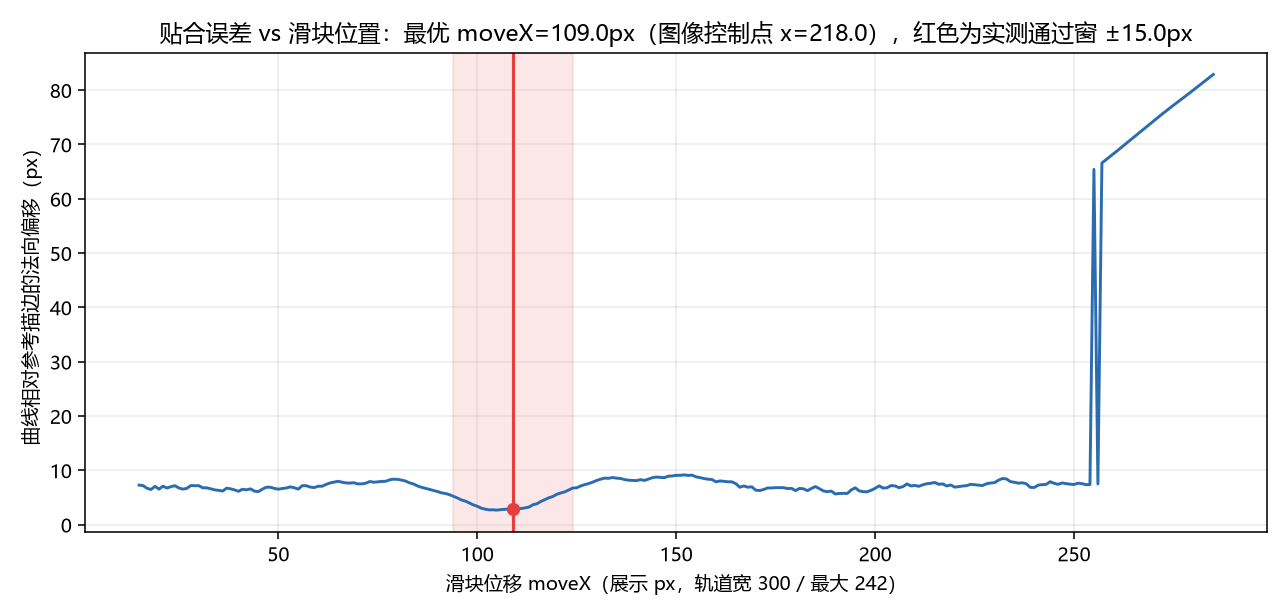 贴合误差 vs 滑块位置：最优 moveX=109.0px（图像控制点 x=218.0），红色为实测通过窗 ±15.0px
曲线相对参考描边的法向偏移（px）
80
70
60
50
40
30
20
10
0
50 100 150 200 250
滑块位移 moveX（展示 px，轨道宽 300 / 最大 242）